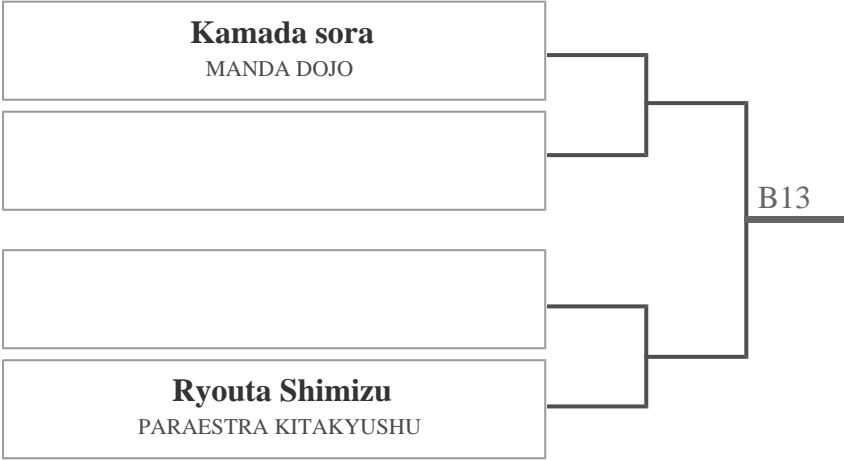 Kamada sora
MANDA DOJO
B13
Ryouta Shimizu
PARAESTRA KITAKYUSHU